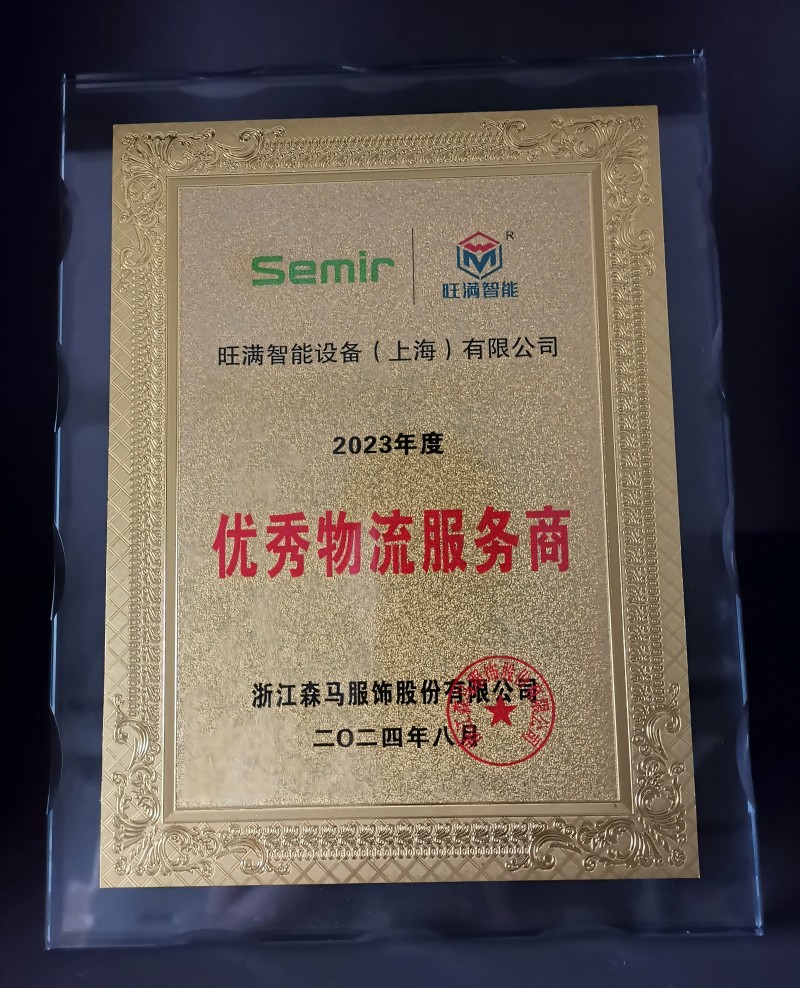 Semir
旺满智能
R
旺满智能设备（上海）有限公司
2023年度
优秀物流服务商
浙江森马服饰股份有限公司
二〇二四年八月